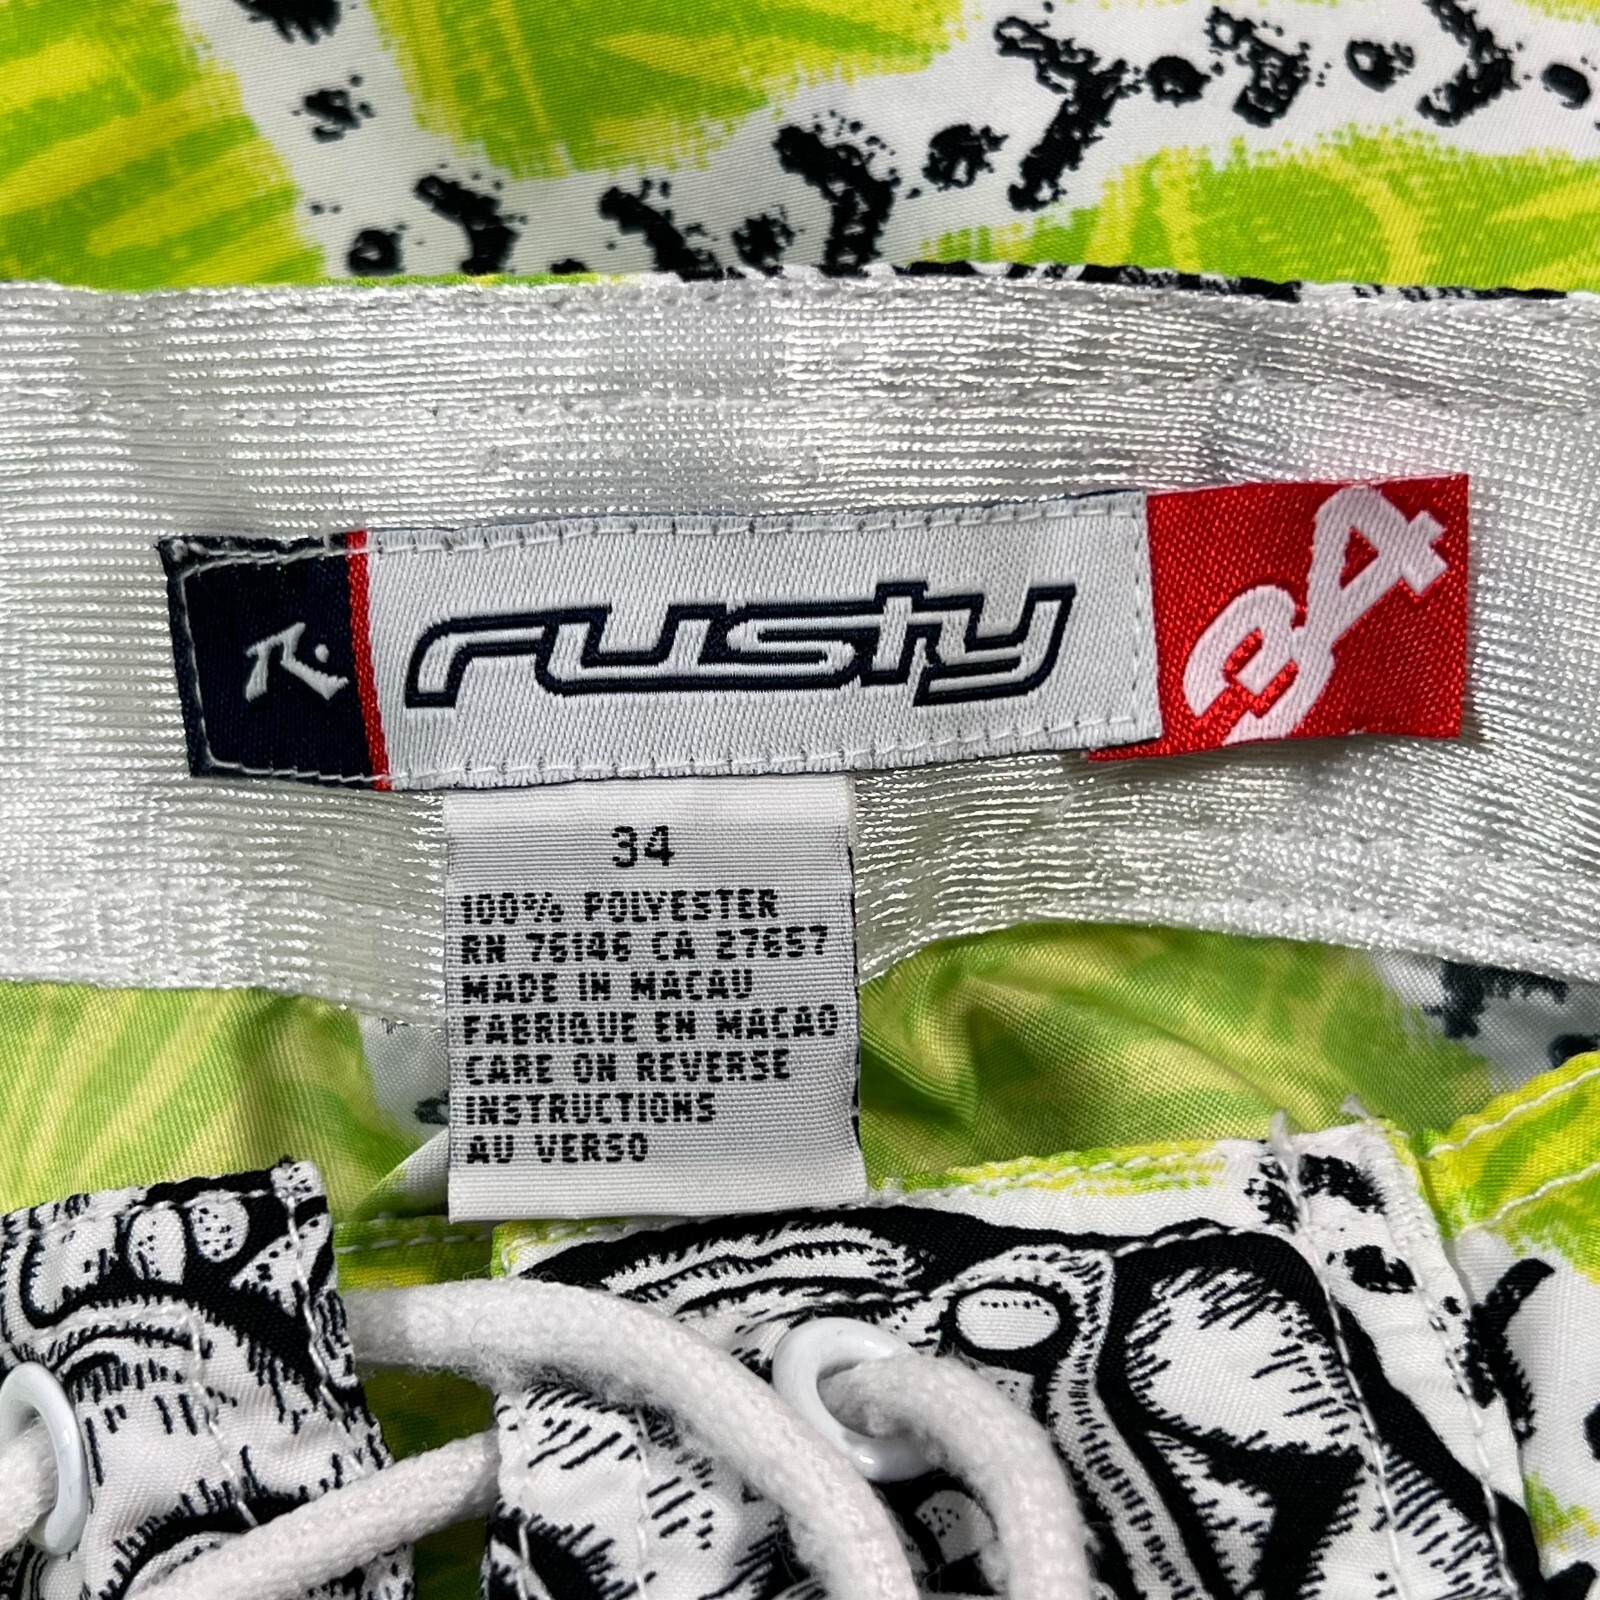 R.
rusty
34
34
100% POLYESTER
RN 76146 CA 27657
MADE IN MACAU
FABRIQUE EN MACAO
CARE ON REVERSE
INSTRUCTIONS
AU VERSO